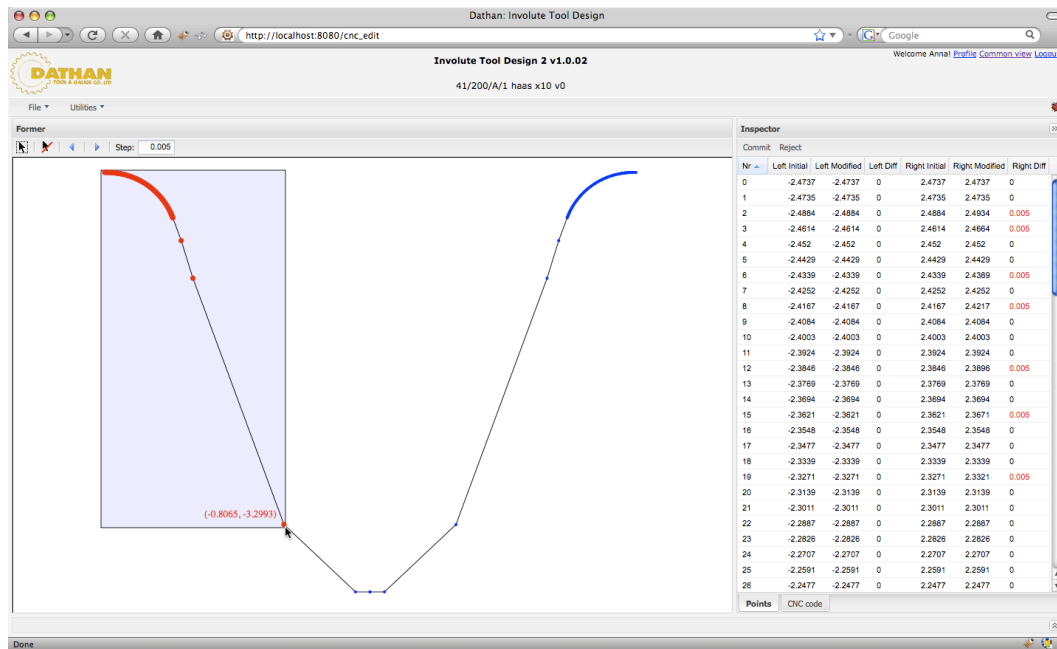 Dathan: Involute Tool Design
http://localhost:8080/cnc_edit
Google
DATHAN
TOOL & GAUGE CO. LTD
Involute Tool Design 2 v1.0.02
41/200/A/1 haas x10 v0
Welcome Anna! Profile Common view Logout
File Utilities
Former
Step: 0.005
(-0.8065, -3.2993)
Inspector
Commit Reject
Nr Left Initial Left Modified Left Diff Right Initial Right Modified Right Diff
0 -2.4737 -2.4737 0 2.4737 2.4737 0
1 -2.4735 -2.4735 0 2.4735 2.4735 0
2 -2.4884 -2.4884 0 2.4884 2.4934 0.005
3 -2.4614 -2.4614 0 2.4614 2.4664 0.005
4 -2.452 -2.452 0 2.452 2.452 0
5 -2.4429 -2.4429 0 2.4429 2.4429 0
6 -2.4339 -2.4339 0 2.4339 2.4389 0.005
7 -2.4252 -2.4252 0 2.4252 2.4252 0
8 -2.4167 -2.4167 0 2.4167 2.4217 0.005
9 -2.4084 -2.4084 0 2.4084 2.4084 0
10 -2.4003 -2.4003 0 2.4003 2.4003 0
11 -2.3924 -2.3924 0 2.3924 2.3924 0
12 -2.3846 -2.3846 0 2.3846 2.3896 0.005
13 -2.3769 -2.3769 0 2.3769 2.3769 0
14 -2.3694 -2.3694 0 2.3694 2.3694 0
15 -2.3621 -2.3621 0 2.3621 2.3671 0.005
16 -2.3548 -2.3548 0 2.3548 2.3548 0
17 -2.3477 -2.3477 0 2.3477 2.3477 0
18 -2.3339 -2.3339 0 2.3339 2.3339 0
19 -2.3271 -2.3271 0 2.3271 2.3321 0.005
20 -2.3139 -2.3139 0 2.3139 2.3139 0
21 -2.3011 -2.3011 0 2.3011 2.3011 0
22 -2.2887 -2.2887 0 2.2887 2.2887 0
23 -2.2826 -2.2826 0 2.2826 2.2826 0
24 -2.2707 -2.2707 0 2.2707 2.2707 0
25 -2.2591 -2.2591 0 2.2591 2.2591 0
26 -2.2477 -2.2477 0 2.2477 2.2477 0
Points CNC code
Done